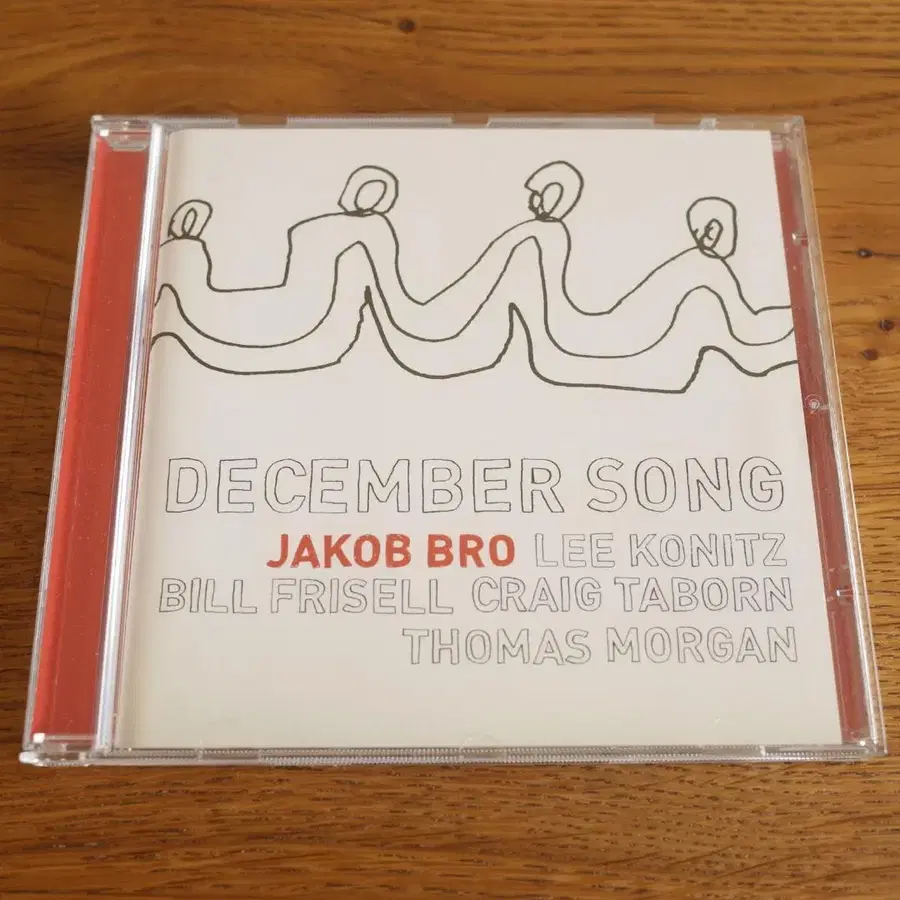 DECEMBER SONG
JAKOB BRO LEE KONITZ
BILL FRISELL CRAIG TABORN
THOMAS MORGAN